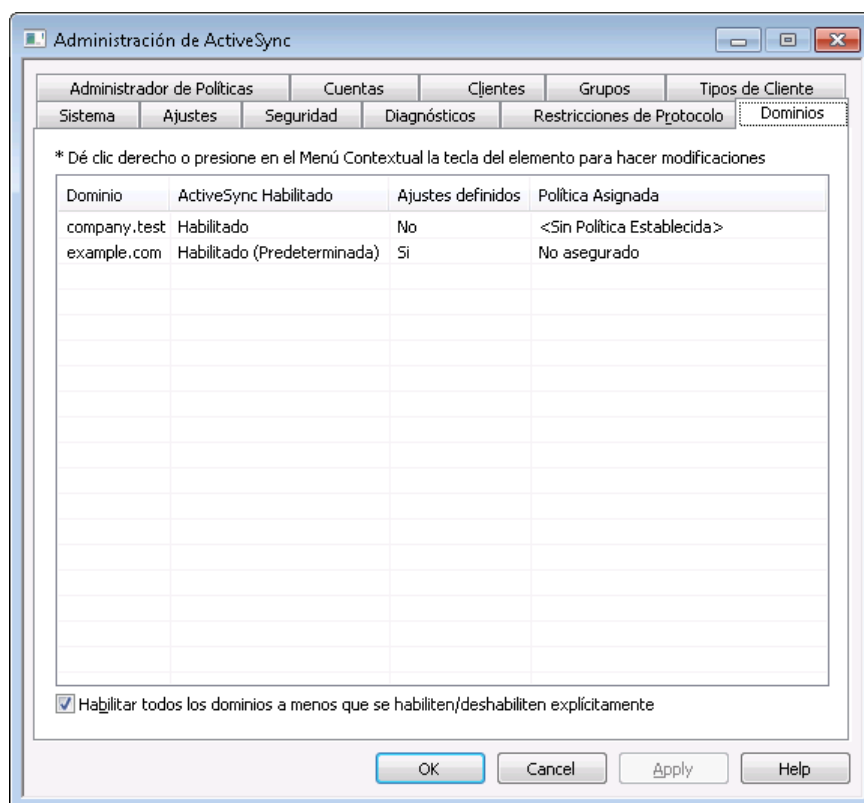 Administración de ActiveSync
Administrador de Políticas Cuentas Clientes Grupos Tipos de Cliente
Sistema Ajustes Seguridad Diagnósticos Restricciones de Protocolo Dominios
* Dé clic derecho o presione en el Menú Contextual la tecla del elemento para hacer modificaciones
Dominio ActiveSync Habilitado Ajustes definidos Política Asignada
company.test Habilitado No <Sin Política Establecida>
example.com Habilitado (Predeterminada) Si No asegurado
Habilitar todos los dominios a menos que se habiliten/deshabiliten explícitamente
OK Cancel Apply Help